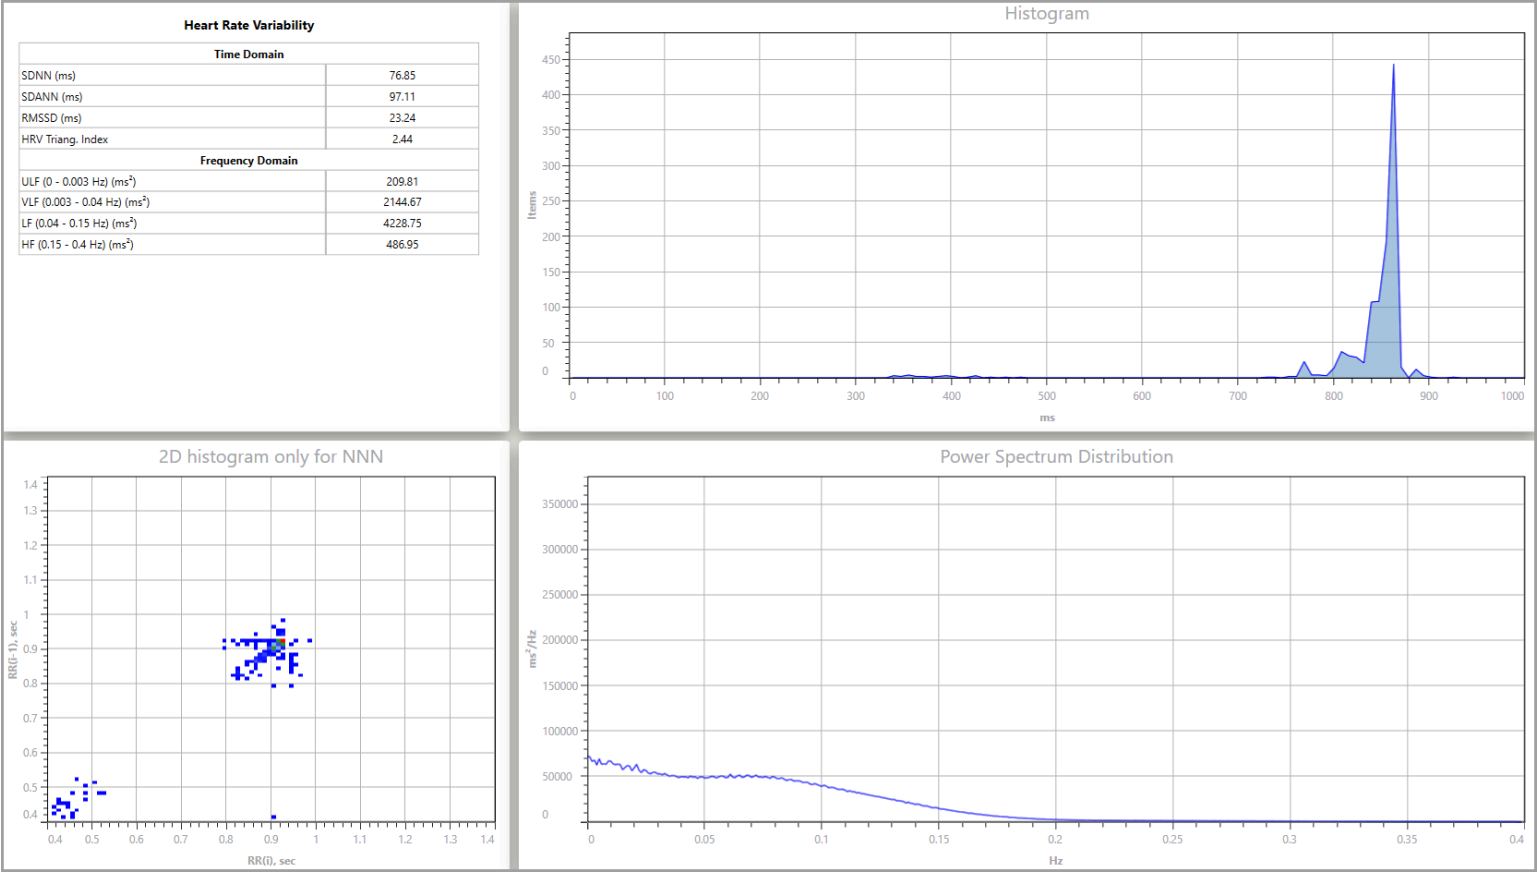 Heart Rate Variability
Time Domain
SDNN (ms) 76.85
SDANN (ms) 97.11
RMSSD (ms) 23.24
HRV Triang. Index 2.44
Frequency Domain
ULF (0 - 0.003 Hz) (ms²) 209.81
VLF (0.003 - 0.04 Hz) (ms²) 2144.67
LF (0.04 - 0.15 Hz) (ms²) 4228.75
HF (0.15 - 0.4 Hz) (ms²) 486.95
Histogram
450
400
350
300
250
200
150
100
50
0
Items
0 100 200 300 400 500 600 700 800 900 1000
ms
2D histogram only for NNN
1.4
1.3
1.2
1.1
1
0.9
0.8
0.7
0.6
0.5
0.4
RR(i-1), sec
0.4 0.5 0.6 0.7 0.8 0.9 1 1.1 1.2 1.3 1.4
RR(i), sec
Power Spectrum Distribution
350000
300000
250000
200000
150000
100000
50000
0
ms²/Hz
0 0.05 0.1 0.15 0.2 0.25 0.3 0.35 0.4
Hz